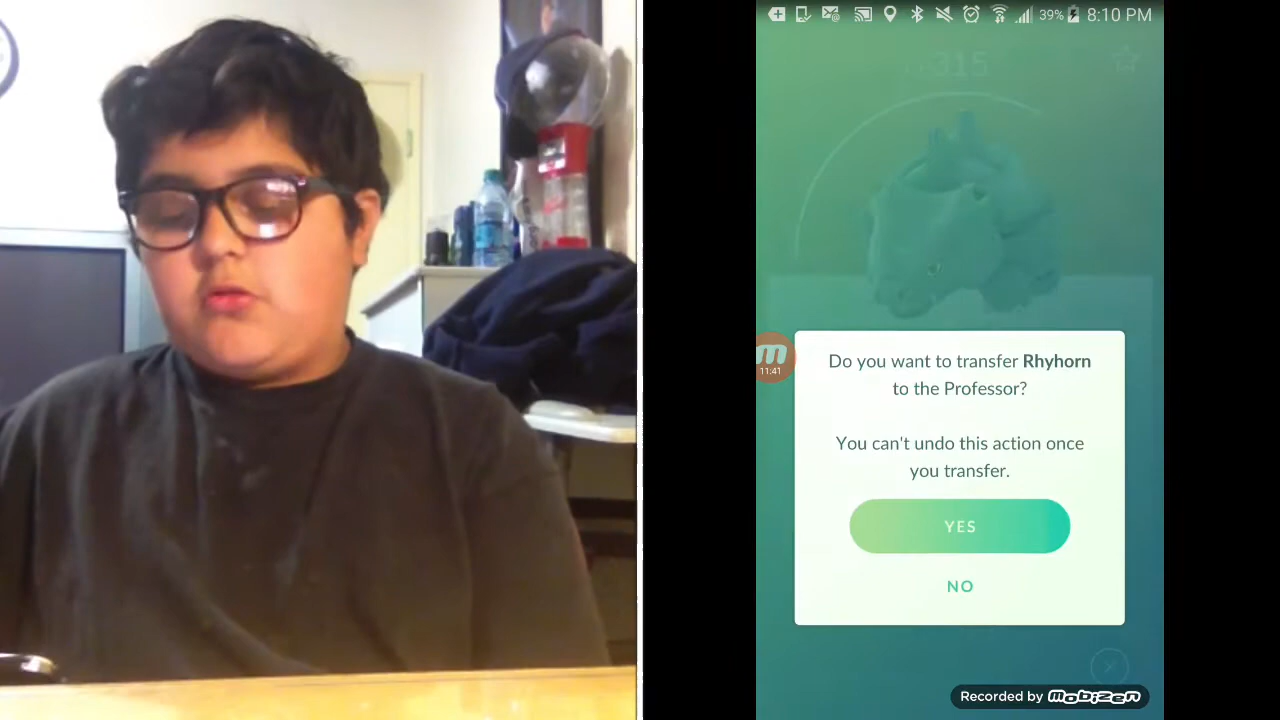 39% 8:10 PM
315
Do you want to transfer Rhyhorn
to the Professor?
You can't undo this action once
you transfer.
11:41
YES
NO
Recorded by mobizen